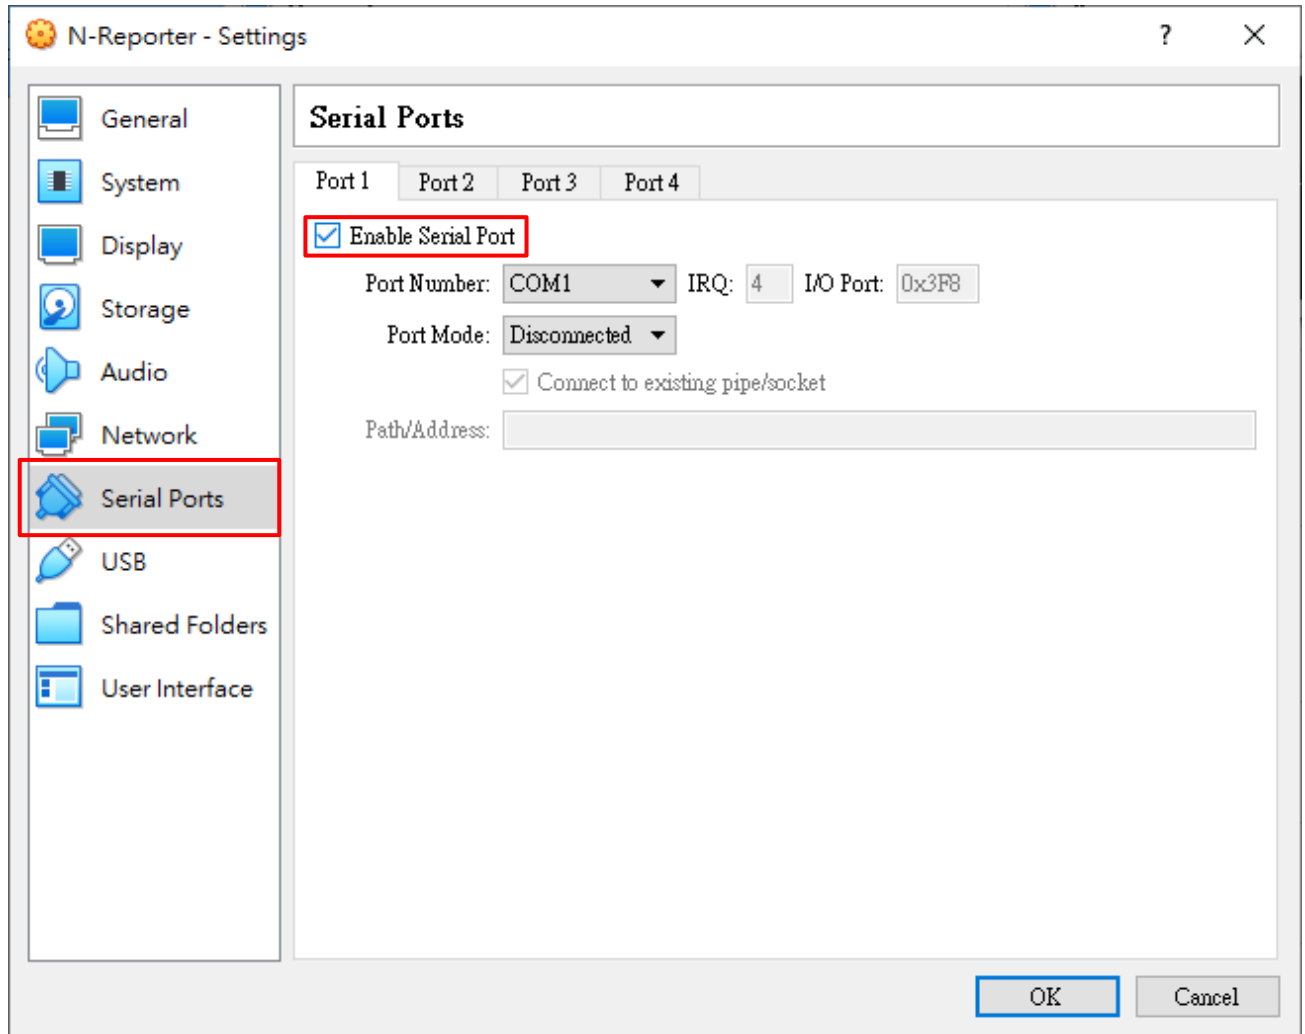 N-Reporter - Settings
?
General
System
Display
Storage
Audio
Network
Serial Ports
USB
Shared Folders
User Interface
Serial Ports
Port 1 Port 2 Port 3 Port 4
Enable Serial Port
Port Number: COM1 IRQ: 4 I/O Port: 0x3F8
Port Mode: Disconnected
Connect to existing pipe/socket
Path/Address:
OK Cancel